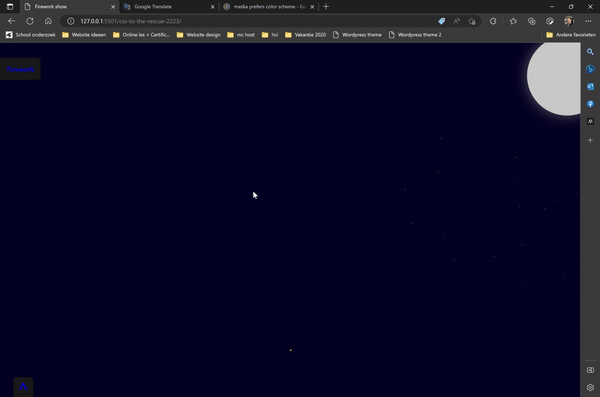 Firework show
Google Translate
media prefers color scheme - Go
127.0.0.1:5501/css-to-the-rescue-2223/
School onderzoek
Website ideeen
Online les + Certific...
Website design
mc host
hci
Vakantie 2020
Wordpress theme
Wordpress theme 2
Andere favorieten